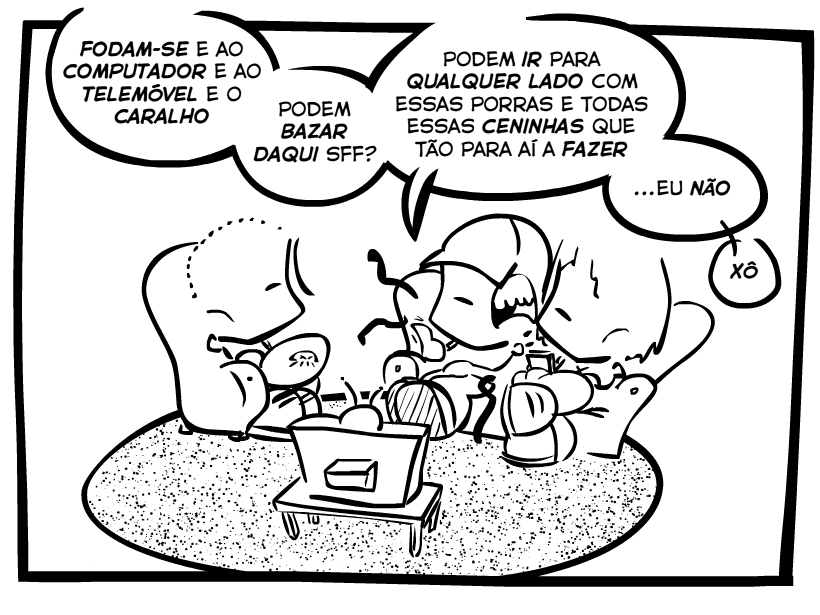 FODAM-SE E AO
COMPUTADOR E AO
TELEMÓVEL E O
CARALHO
PODEM
BAZAR
DAQUI SFF?
PODEM IR PARA
QUALQUER LADO COM
ESSAS PORRAS E TODAS
ESSAS CENINHAS QUE
TÃO PARA AÍ A FAZER
...EU NÃO
XÔ